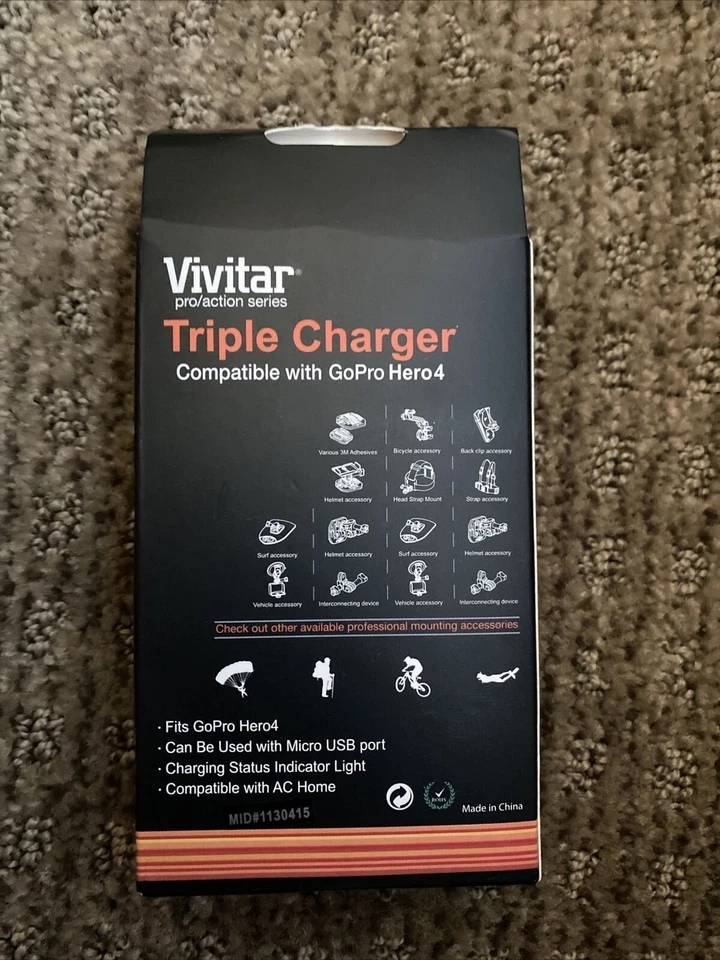 Vivitar®
pro/action series
Triple Charger
Compatible with GoPro Hero4
Various 3M Adhesives Bicycle accessory Back clip accessory
Helmet accessory Head Strap Mount Strap accessory
Surf accessory Helmet accessory Surf accessory Helmet accessory
Vehicle accessory Interconnecting device Vehicle accessory Interconnecting device
Check out other available professional mounting accessories
· Fits GoPro Hero4
· Can Be Used with Micro USB port
· Charging Status Indicator Light
· Compatible with AC Home
ROHS
Made in China
MID#1130415